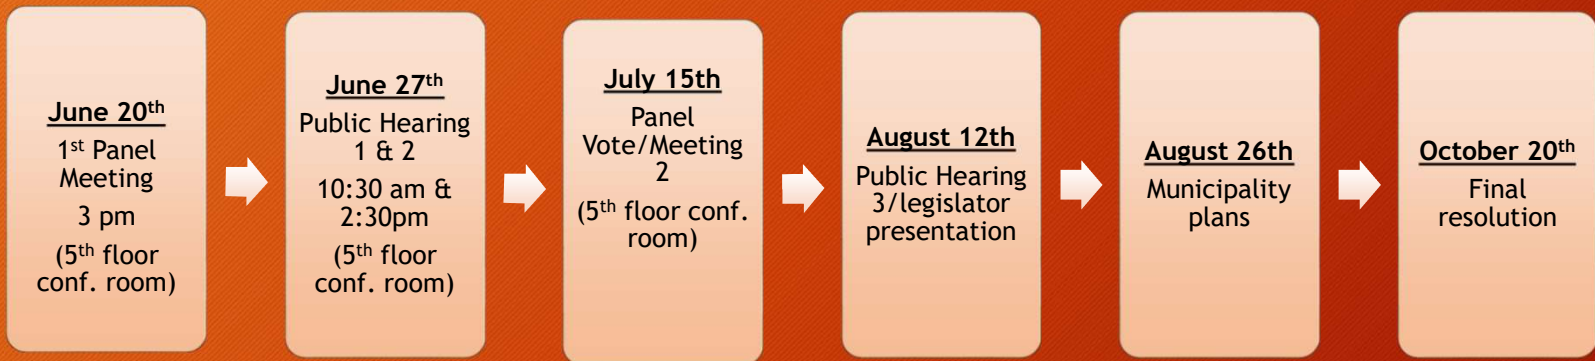 June 20th
1st Panel
Meeting
3 pm
(5th floor
conf. room)
June 27th
Public Hearing
1 & 2
10:30 am &
2:30pm
(5th floor
conf. room)
July 15th
Panel
Vote/Meeting
2
(5th floor conf.
room)
August 12th
Public Hearing
3/legislator
presentation
August 26th
Municipality
plans
October 20th
Final
resolution